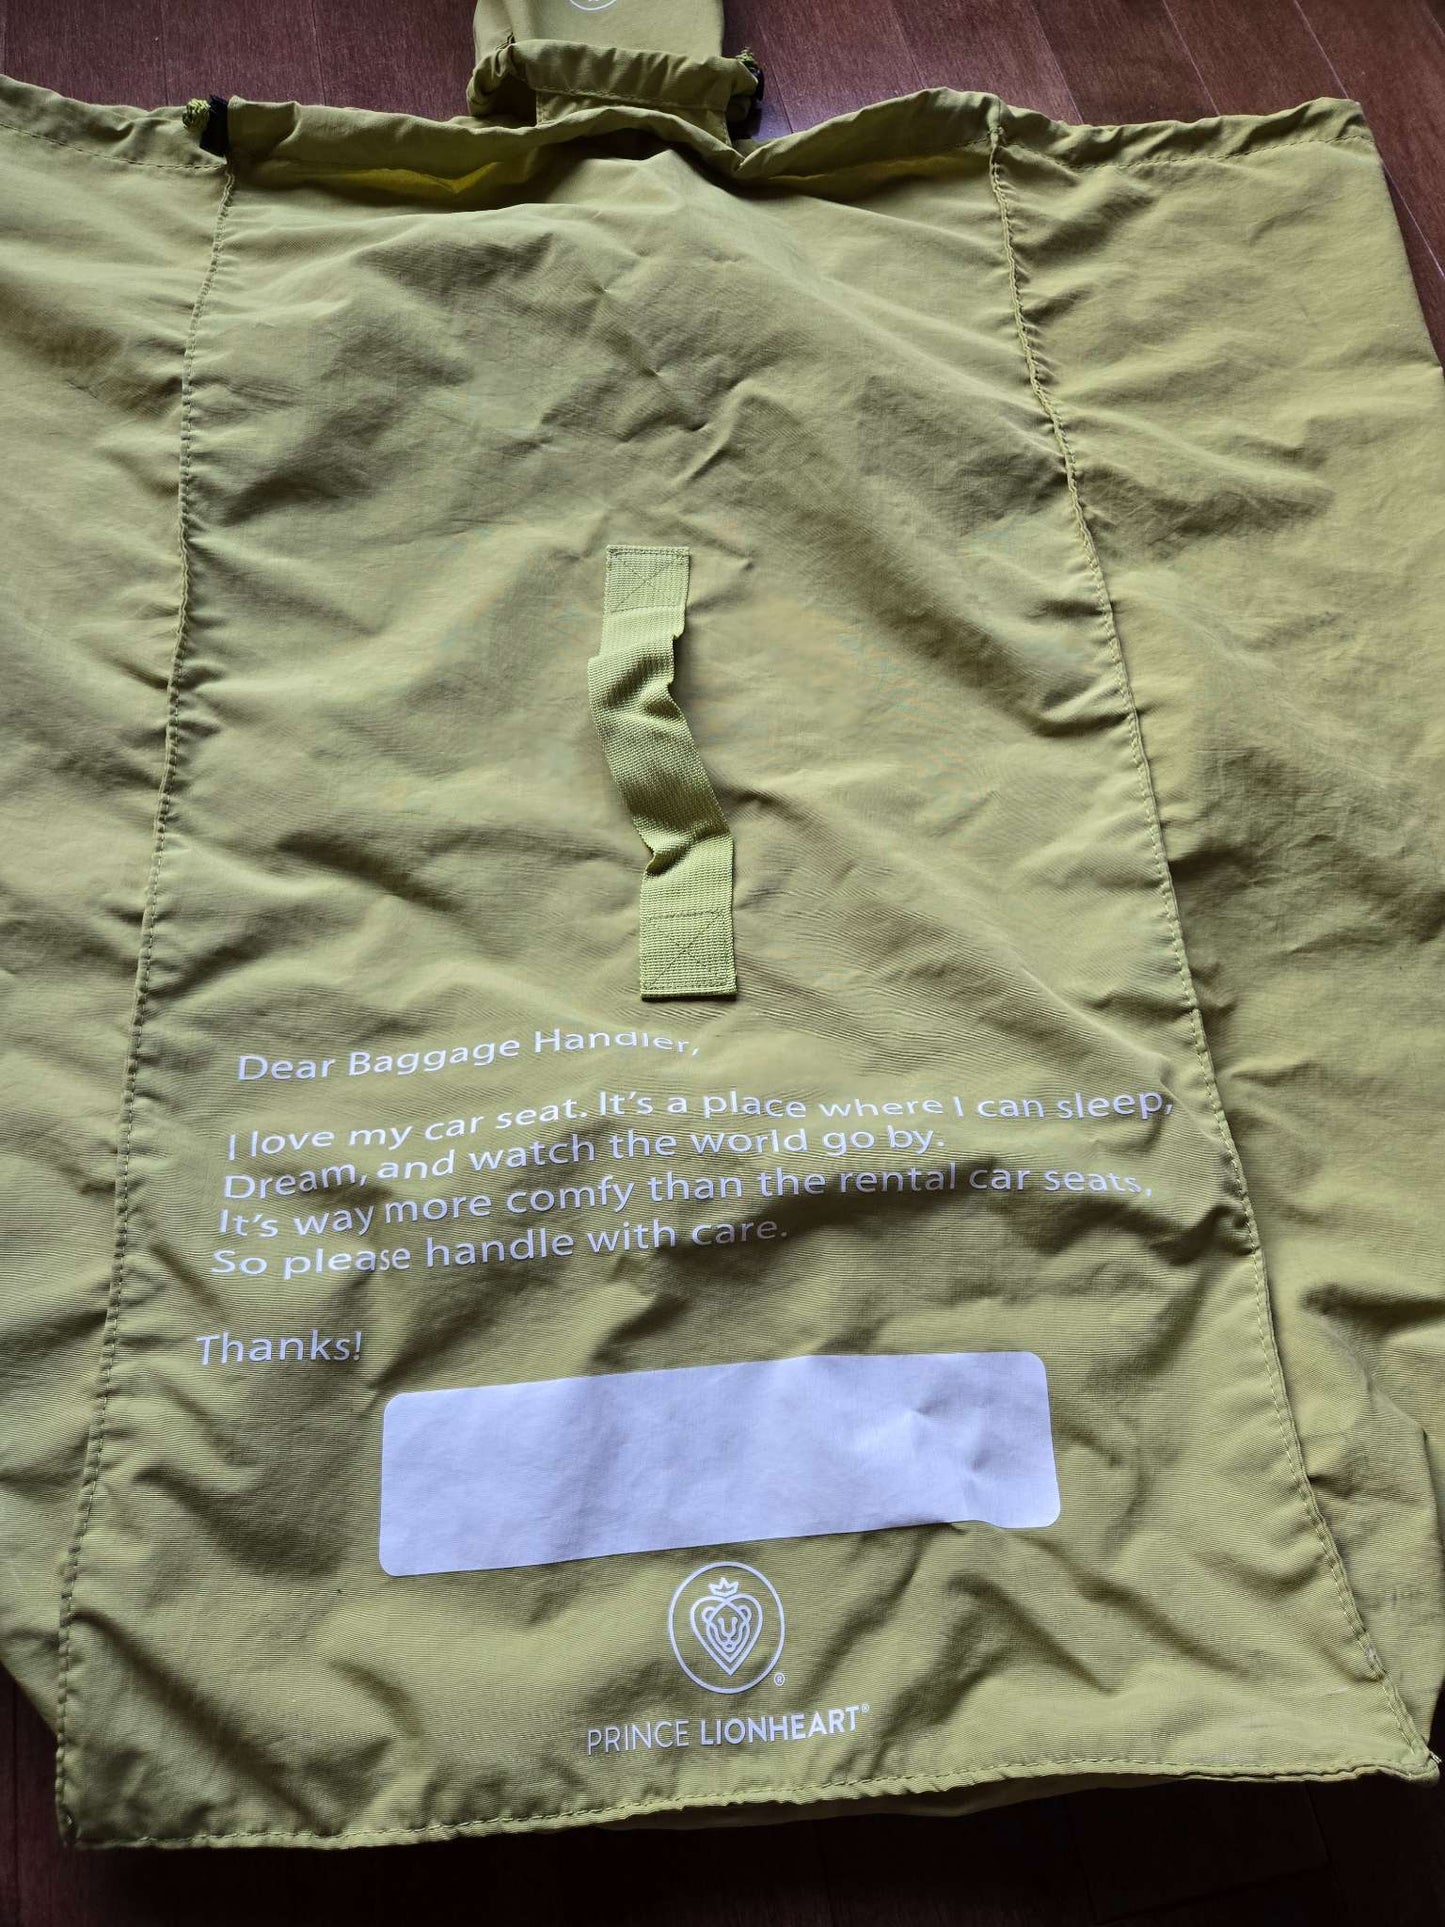 Dear Baggage Handler,
I love my car seat. It's a place where I can sleep,
Dream, and watch the world go by.
It's way more comfy than the rental car seats,
So please handle with care.
Thanks!
®
PRINCE LIONHEART®